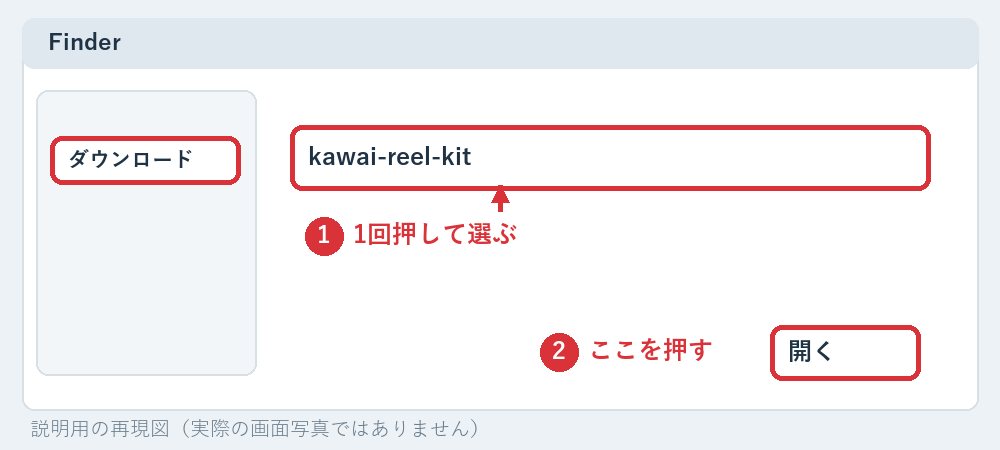 Finder
ダウンロード
kawai-reel-kit
1 1回押して選ぶ
2 ここを押す
開く
説明用の再現図（実際の画面写真ではありません）